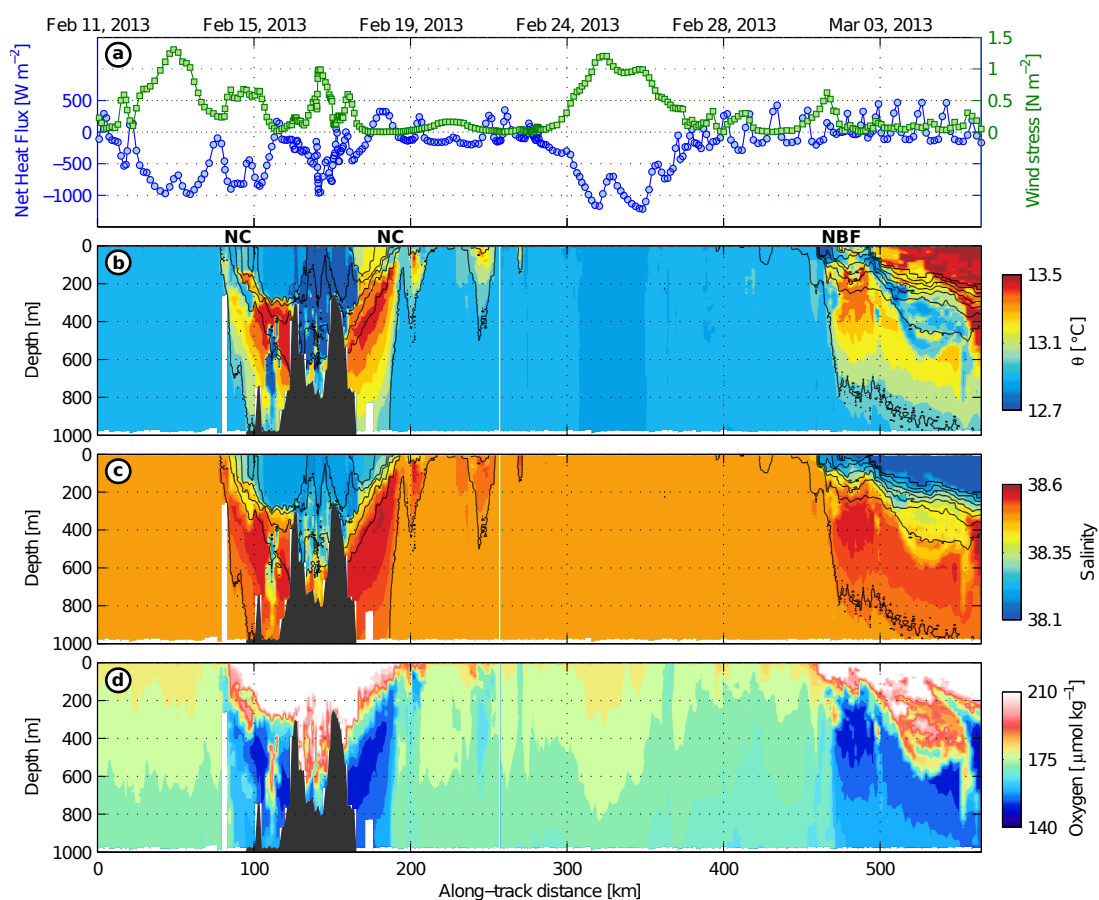 Feb 11, 2013 Feb 15, 2013 Feb 19, 2013 Feb 24, 2013 Feb 28, 2013 Mar 03, 2013
a
Net Heat Flux [W m−2]
500
0
−500
−1000
1.5
1
0.5
0
Wind stress [N m−2]
NC NC NBF
b
Depth [m]
0
200
400
600
800
1000
13.5
13.1
12.7
θ [°C]
c
Depth [m]
0
200
400
600
800
1000
38.6
38.35
38.1
Salinity
d
Depth [m]
0
200
400
600
800
1000
210
175
140
Oxygen [μmol kg−1]
0 100 200 300 400 500
Along−track distance [km]